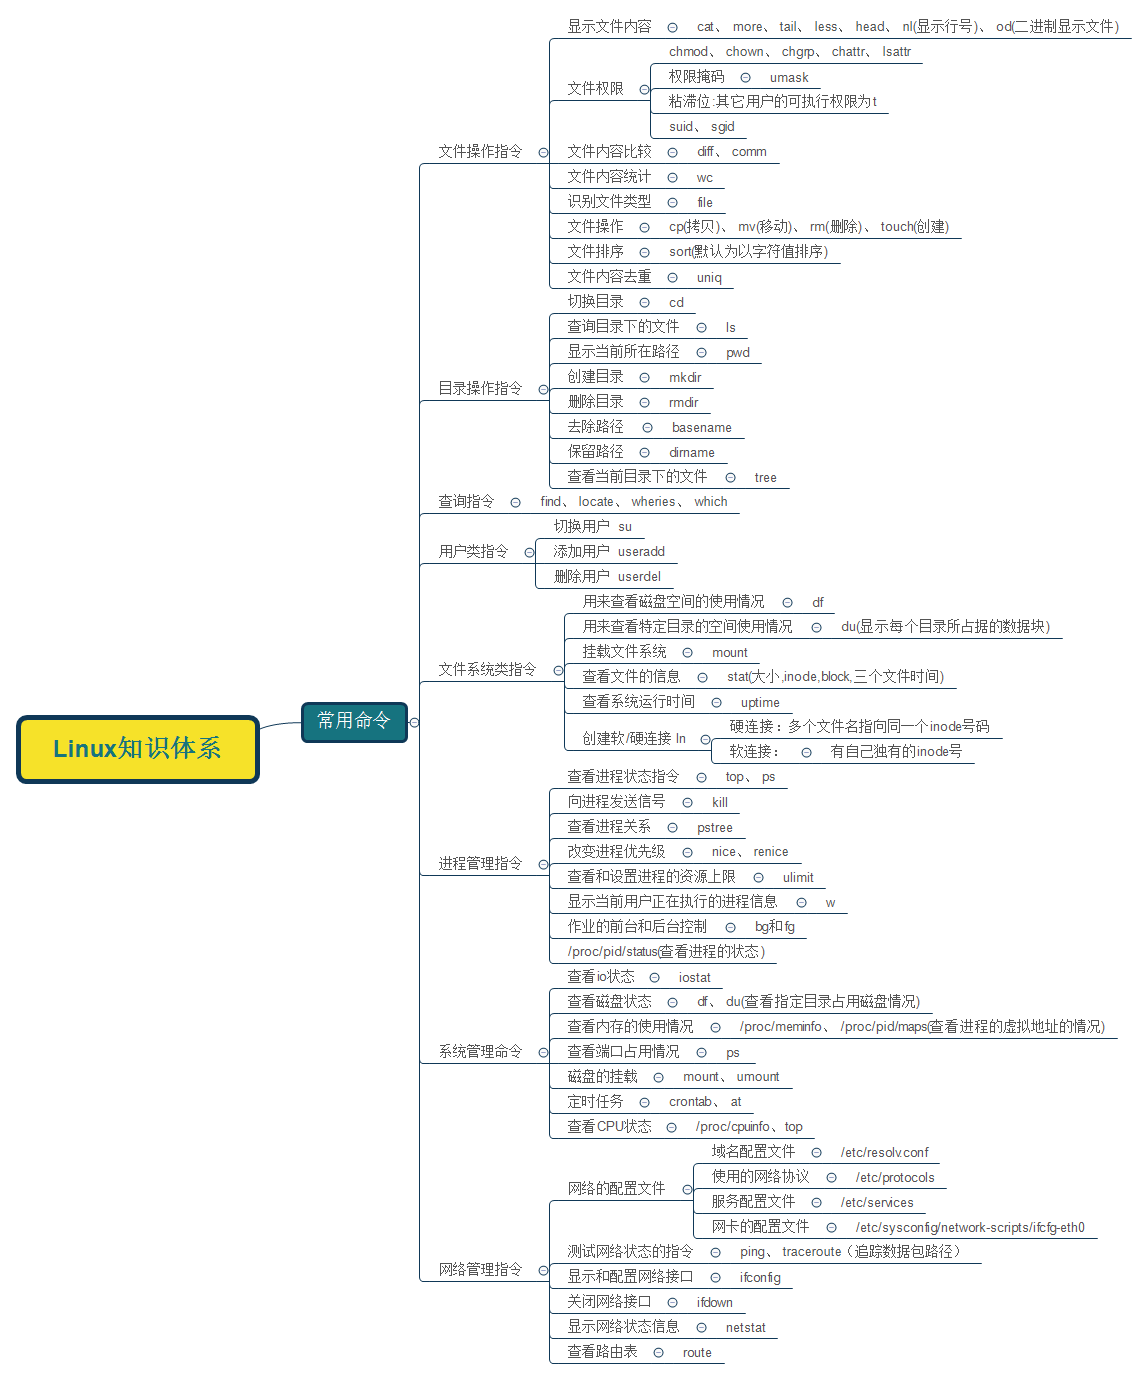 Linux知识体系
常用命令
文件操作指令
显示文件内容 cat、more、tail、less、head、nl(显示行号)、od(二进制显示文件)
文件权限
chmod、chown、chgrp、chattr、lsattr
权限掩码 umask
粘滞位:其它用户的可执行权限为t
suid、sgid
文件内容比较 diff、comm
文件内容统计 wc
识别文件类型 file
文件操作 cp(拷贝)、mv(移动)、rm(删除)、touch(创建)
文件排序 sort(默认为以字符值排序)
文件内容去重 uniq
目录操作指令
切换目录 cd
查询目录下的文件 ls
显示当前所在路径 pwd
创建目录 mkdir
删除目录 rmdir
去除路径 basename
保留路径 dirname
查看当前目录下的文件 tree
查询指令 find、locate、wheries、which
用户类指令
切换用户 su
添加用户 useradd
删除用户 userdel
文件系统类指令
用来查看磁盘空间的使用情况 df
用来查看特定目录的空间使用情况 du(显示每个目录所占据的数据块)
挂载文件系统 mount
查看文件的信息 stat(大小,inode,block,三个文件时间)
查看系统运行时间 uptime
创建软/硬连接 ln
硬连接：多个文件名指向同一个inode号码
软连接： 有自己独有的inode号
进程管理指令
查看进程状态指令 top、ps
向进程发送信号 kill
查看进程关系 pstree
改变进程优先级 nice、renice
查看和设置进程的资源上限 ulimit
显示当前用户正在执行的进程信息 w
作业的前台和后台控制 bg和fg
/proc/pid/status(查看进程的状态)
系统管理命令
查看io状态 iostat
查看磁盘状态 df、du(查看指定目录占用磁盘情况)
查看内存的使用情况 /proc/meminfo、/proc/pid/maps(查看进程的虚拟地址的情况)
查看端口占用情况 ps
磁盘的挂载 mount、umount
定时任务 crontab、at
查看CPU状态 /proc/cpuinfo、top
网络管理指令
网络的配置文件
域名配置文件 /etc/resolv.conf
使用的网络协议 /etc/protocols
服务配置文件 /etc/services
网卡的配置文件 /etc/sysconfig/network-scripts/ifcfg-eth0
测试网络状态的指令 ping、traceroute（追踪数据包路径）
显示和配置网络接口 ifconfig
关闭网络接口 ifdown
显示网络状态信息 netstat
查看路由表 route